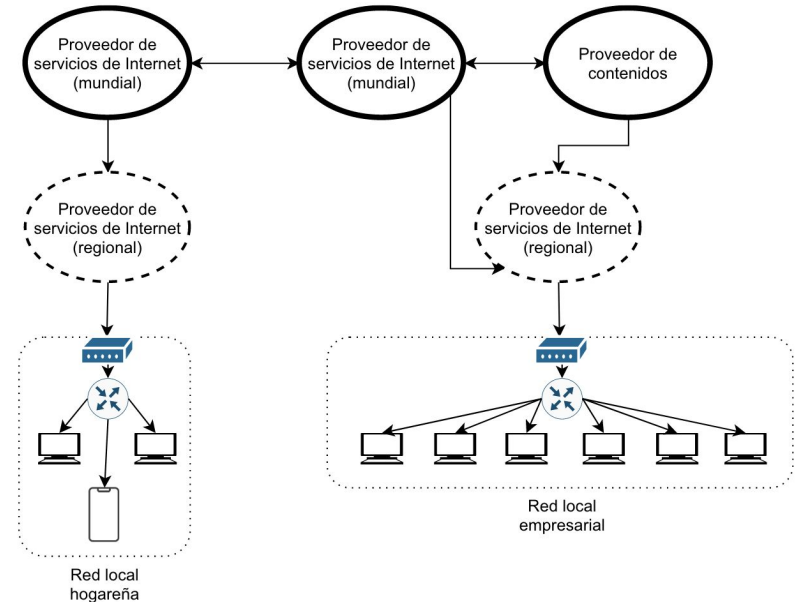 Proveedor de
servicios de Internet
(mundial)
Proveedor de
servicios de Internet
(mundial)
Proveedor de
contenidos
Proveedor de
servicios de Internet
(regional)
Proveedor de
servicios de Internet
(regional)
Red local
hogareña
Red local
empresarial